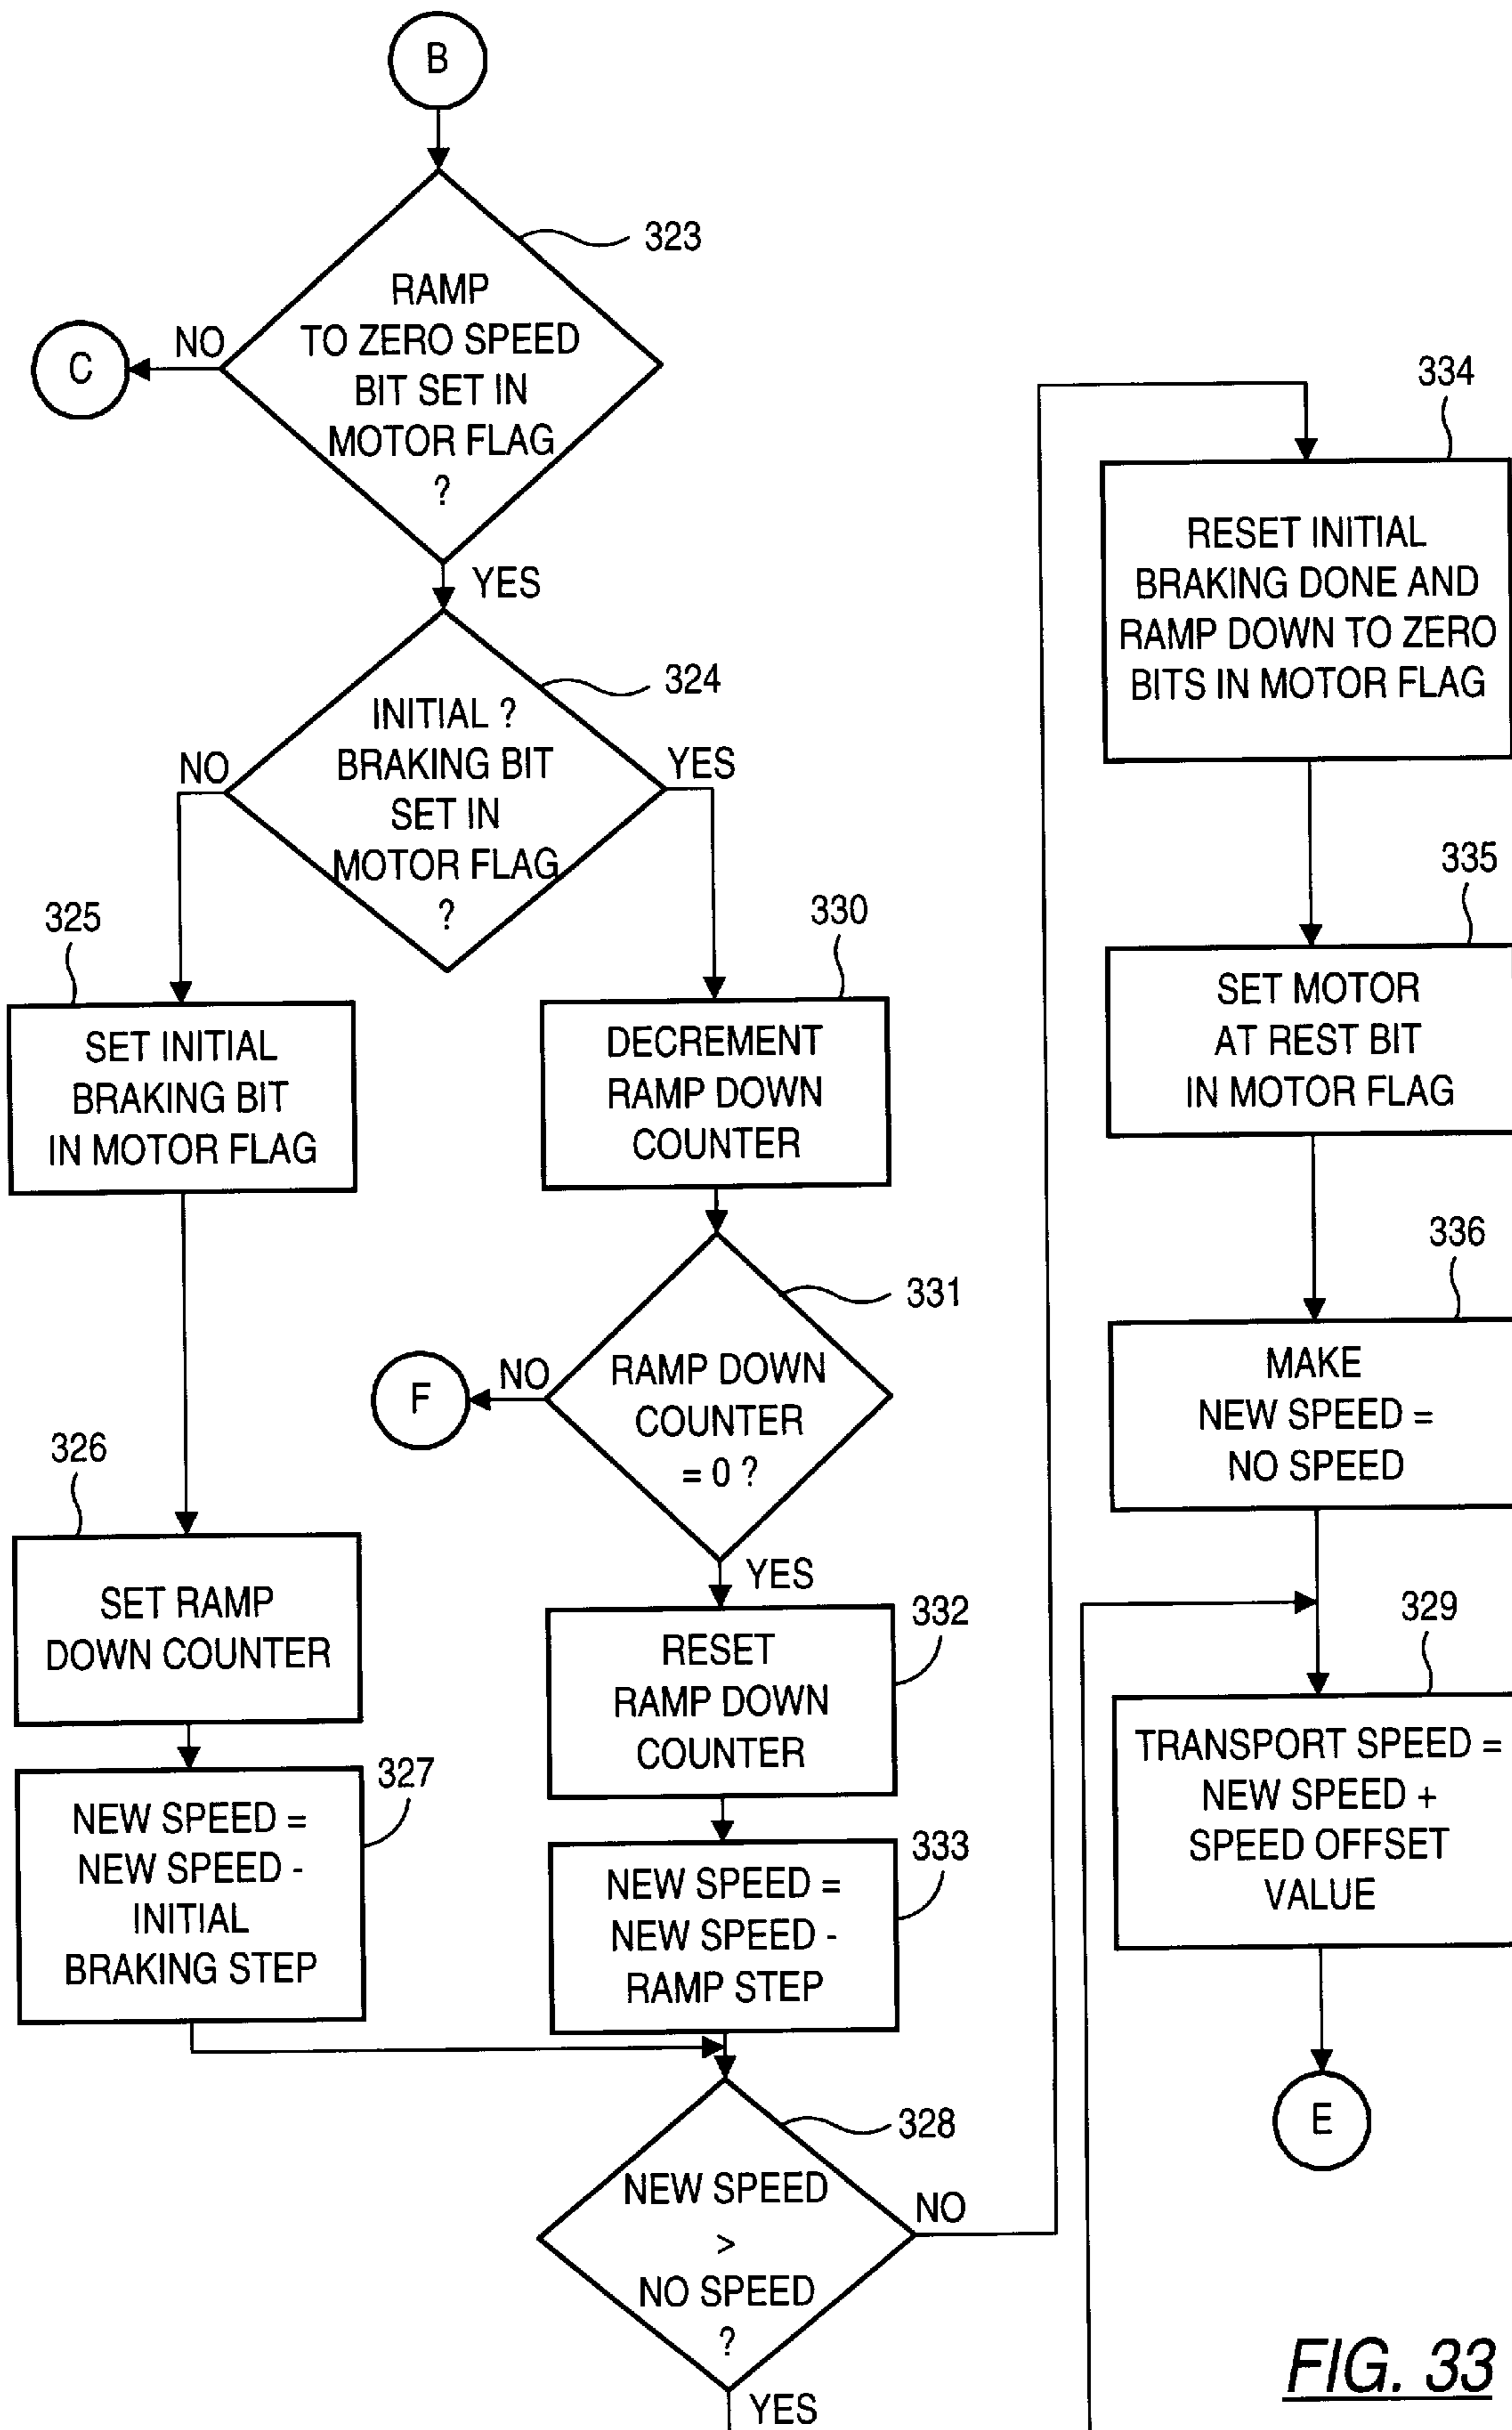 B
323
RAMP
TO ZERO SPEED
BIT SET IN
MOTOR FLAG
?
NO
C
YES
324
INITIAL ?
BRAKING BIT
SET IN
MOTOR FLAG
?
NO
YES
325
SET INITIAL
BRAKING BIT
IN MOTOR FLAG
326
SET RAMP
DOWN COUNTER
327
NEW SPEED =
NEW SPEED -
INITIAL
BRAKING STEP
330
DECREMENT
RAMP DOWN
COUNTER
331
RAMP DOWN
COUNTER
= 0 ?
NO
F
YES
332
RESET
RAMP DOWN
COUNTER
333
NEW SPEED =
NEW SPEED -
RAMP STEP
328
NEW SPEED
>
NO SPEED
?
NO
YES
334
RESET INITIAL
BRAKING DONE AND
RAMP DOWN TO ZERO
BITS IN MOTOR FLAG
335
SET MOTOR
AT REST BIT
IN MOTOR FLAG
336
MAKE
NEW SPEED =
NO SPEED
329
TRANSPORT SPEED =
NEW SPEED +
SPEED OFFSET
VALUE
E
FIG. 33